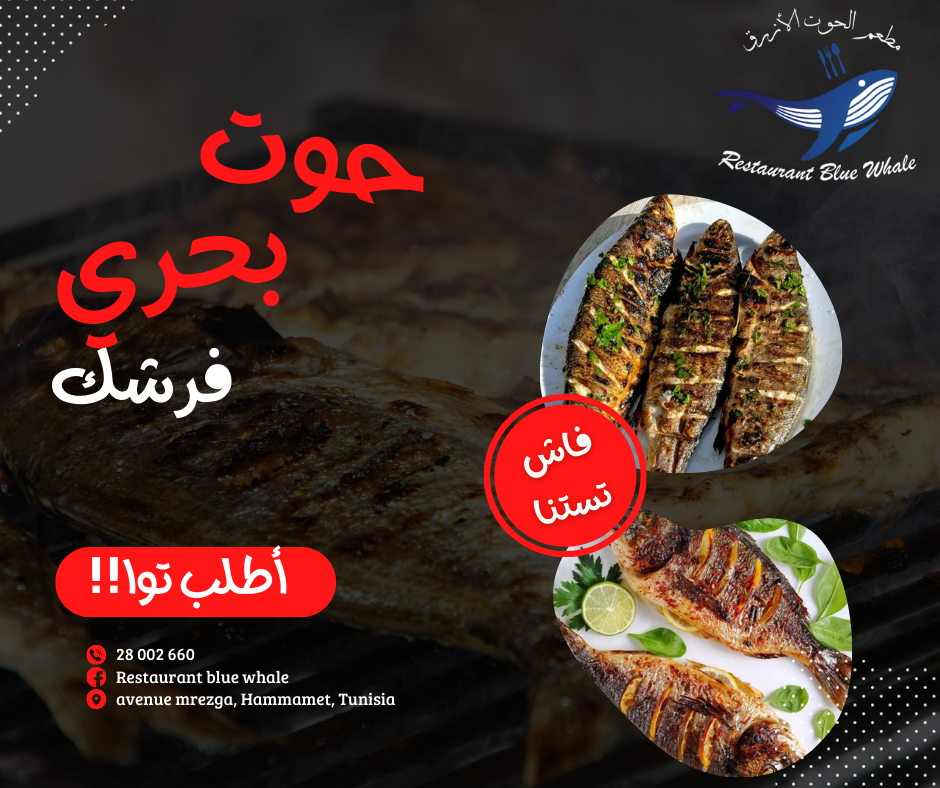 مطعم الحوت الأزرق
Restaurant Blue Whale
حوت
بحري
فرشك
فاش
تستنا
أطلب توا!!
28 002 660
Restaurant blue whale
avenue mrezga, Hammamet, Tunisia